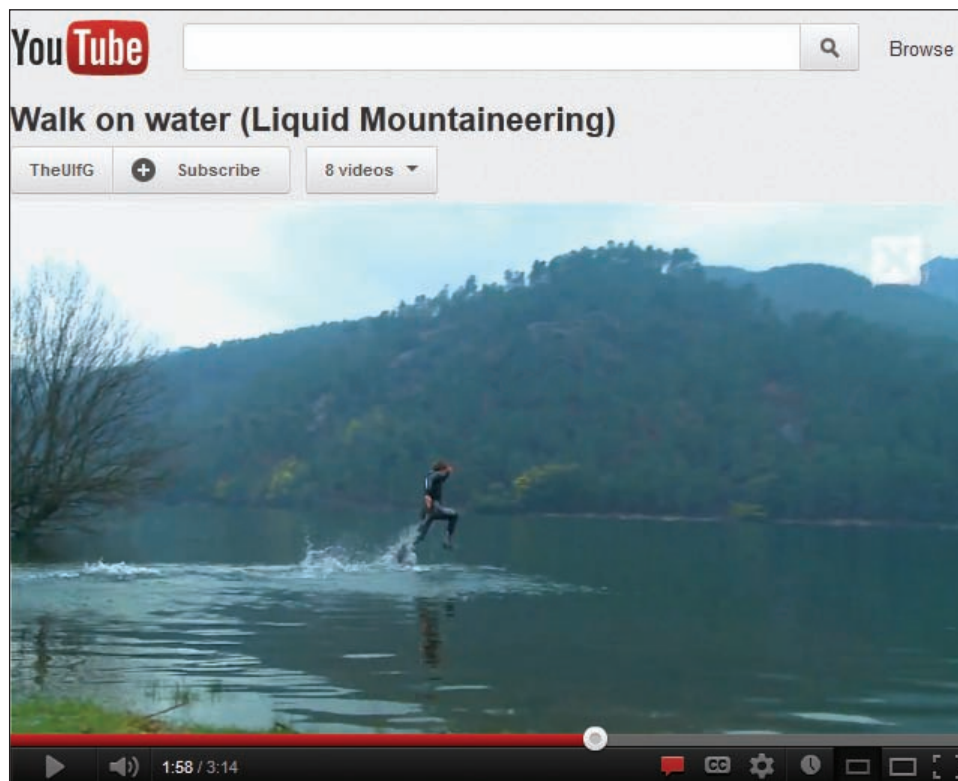 YouTube Browse
Walk on water (Liquid Mountaineering)
TheUlfG Subscribe 8 videos
1:58 / 3:14 CC